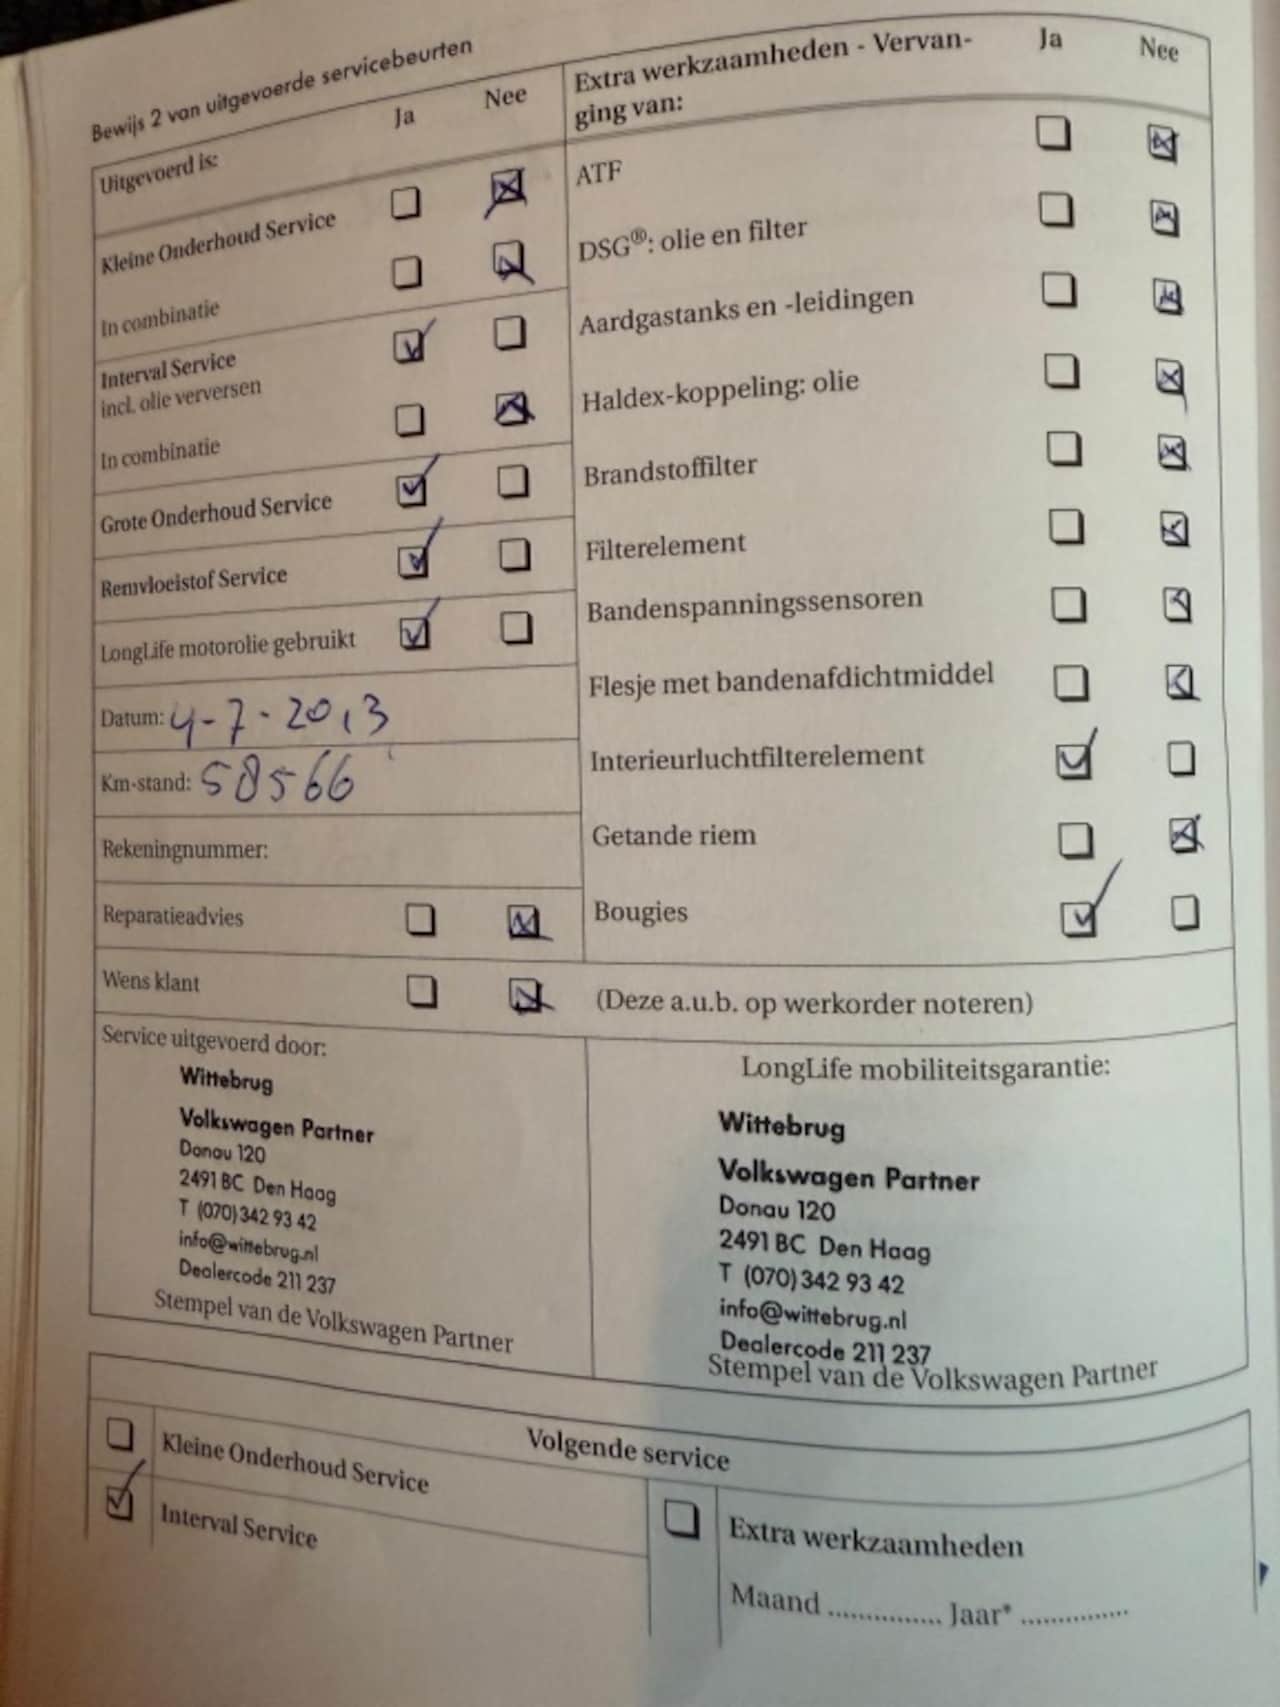 Bewijs 2 van uitgevoerde servicebeurten
Uitgevoerd is: Ja Nee
Kleine Onderhoud Service
In combinatie
Interval Service
incl. olie verversen
In combinatie
Grote Onderhoud Service
Remvloeistof Service
LongLife motorolie gebruikt
Datum: 4-7-2013
Km-stand: 58566
Rekeningnummer:
Reparatieadvies
Wens klant
Extra werkzaamheden - Vervan- Ja Nee
ging van:
ATF
DSG®: olie en filter
Aardgastanks en -leidingen
Haldex-koppeling: olie
Brandstoffilter
Filterelement
Bandenspanningssensoren
Flesje met bandenafdichtmiddel
Interieurluchtfilterelement
Getande riem
Bougies
(Deze a.u.b. op werkorder noteren)
Service uitgevoerd door:
Wittebrug
Volkswagen Partner
Donau 120
2491 BC Den Haag
T (070) 342 93 42
info@wittebrug.nl
Dealercode 211 237
Stempel van de Volkswagen Partner
LongLife mobiliteitsgarantie:
Wittebrug
Volkswagen Partner
Donau 120
2491 BC Den Haag
T (070) 342 93 42
info@wittebrug.nl
Dealercode 211 237
Stempel van de Volkswagen Partner
Volgende service
Kleine Onderhoud Service
Interval Service
Extra werkzaamheden
Maand ............... Jaar* ..............